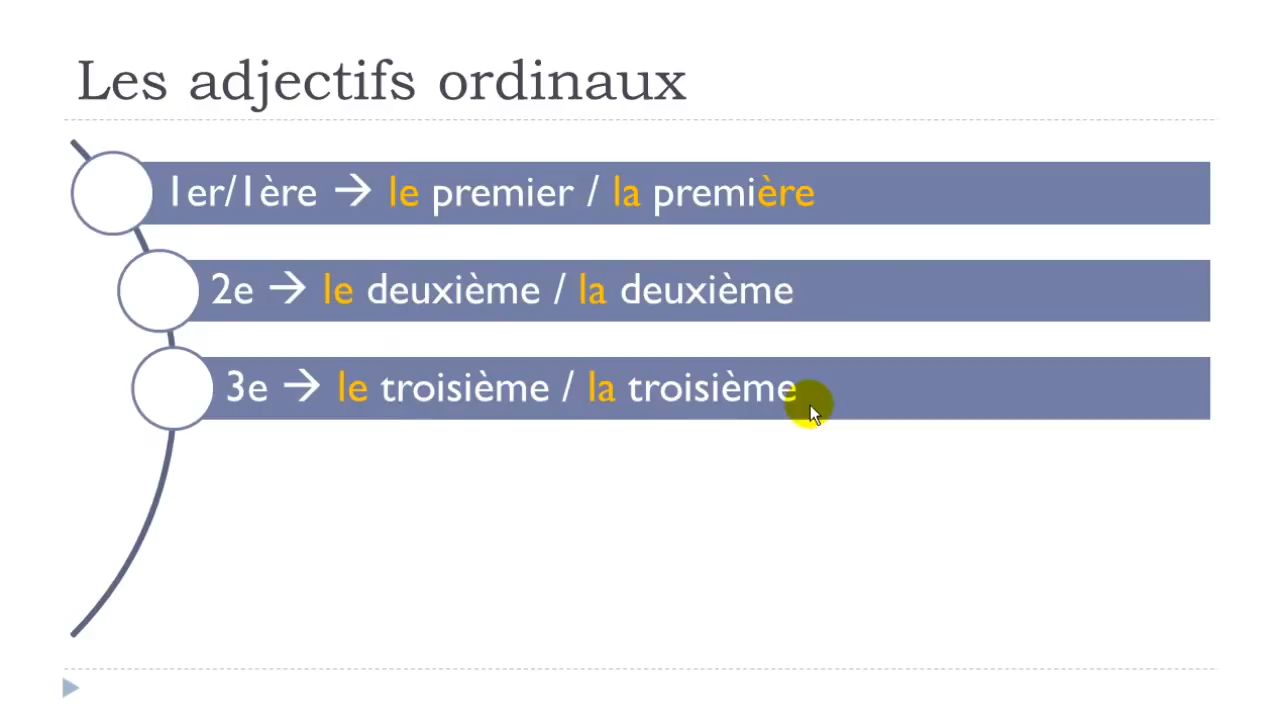 Les adjectifs ordinaux
1er/1ère → le premier / la première
2e → le deuxième / la deuxième
3e → le troisième / la troisième